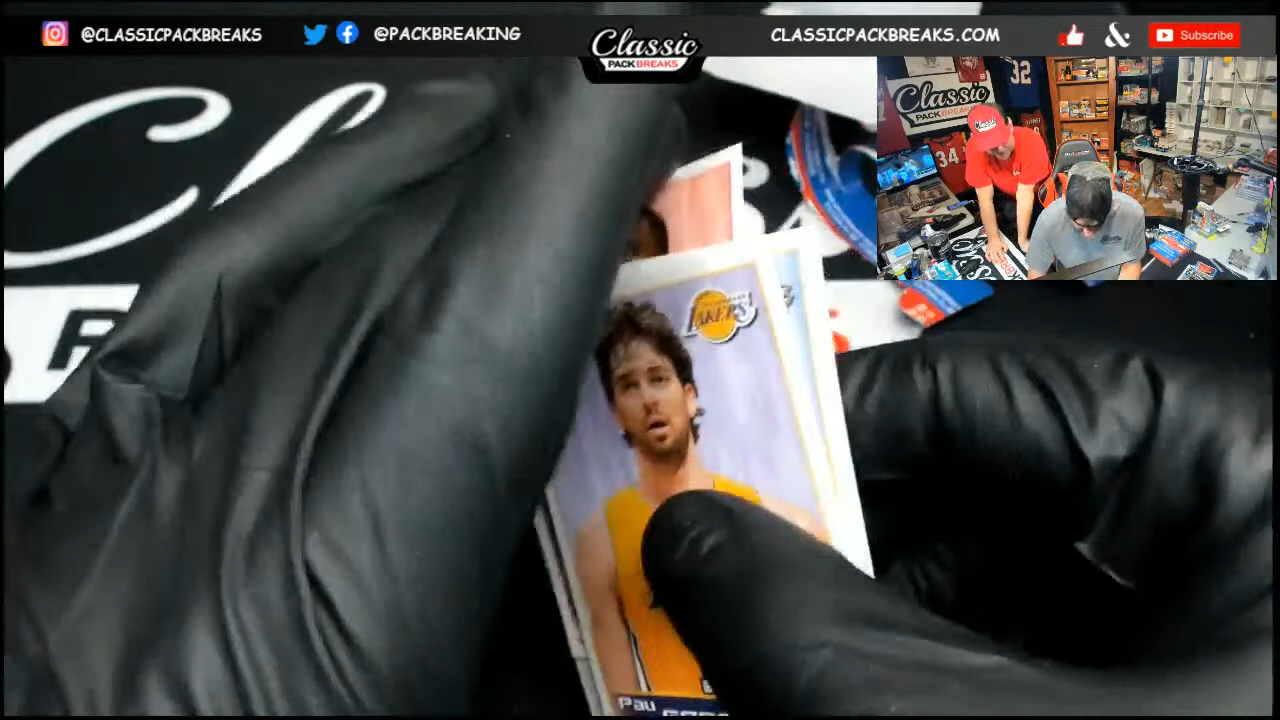 @CLASSICPACKBREAKS
@PACKBREAKING
Classic
PACK BREAKS
CLASSICPACKBREAKS.COM
&
Subscribe
Classic
PACK BREAKS
32
34
LAKERS
Pau